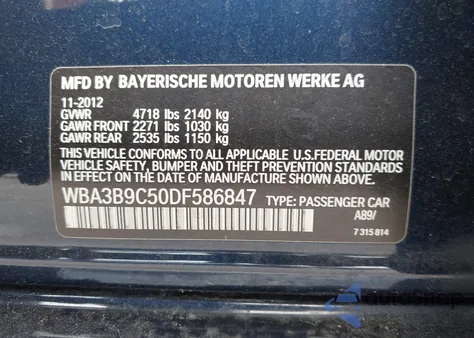 MFD BY BAYERISCHE MOTOREN WERKE AG
11-2012
GVWR 4718 lbs 2140 kg
GAWR FRONT 2271 lbs 1030 kg
GAWR REAR 2535 lbs 1150 kg
THIS VEHICLE CONFORMS TO ALL APPLICABLE U.S.FEDERAL MOTOR
VEHICLE SAFETY, BUMPER AND THEFT PREVENTION STANDARDS
IN EFFECT ON THE DATE OF MANUFACTURE SHOWN ABOVE.
WBA3B9C50DF586847 TYPE: PASSENGER CAR
A89/
7 315 814
AutoShop